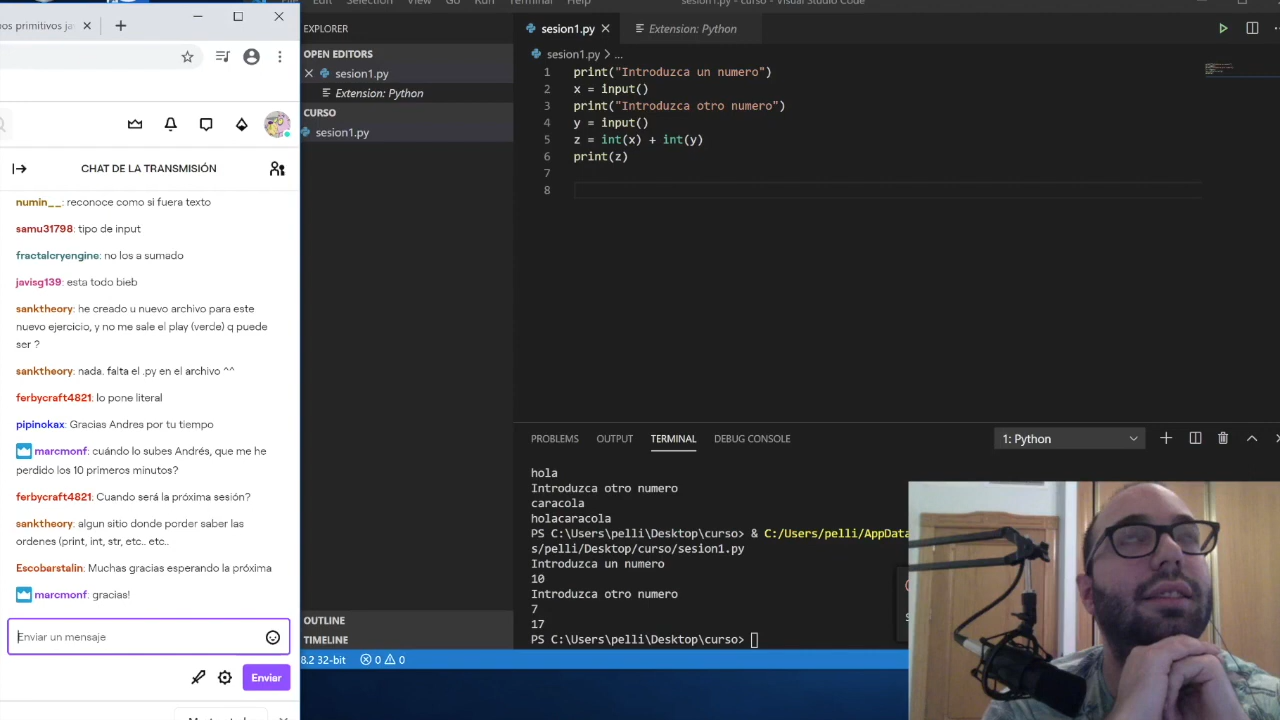 os primitivos ja
CHAT DE LA TRANSMISIÓN
numin__: reconoce como si fuera texto
samu31798: tipo de input
fractalcryengine: no los a sumado
javisg139: esta todo bieb
sanktheory: he creado u nuevo archivo para este
nuevo ejercicio, y no me sale el play (verde) q puede
ser ?
sanktheory: nada. falta el .py en el archivo ^^
ferbycraft4821: lo pone literal
pipinokax: Gracias Andres por tu tiempo
marcmonf: cuándo lo subes Andrés, que me he
perdido los 10 primeros minutos?
ferbycraft4821: Cuando será la próxima sesión?
sanktheory: algun sitio donde porder saber las
ordenes (print, int, str, etc.. etc..
Escobarstalin: Muchas gracias esperando la próxima
marcmonf: gracias!
Enviar un mensaje
Enviar
Edit Selection View Go Run Terminal Help
sesion1.py - curso - Visual Studio Code
EXPLORER
OPEN EDITORS
sesion1.py
Extension: Python
CURSO
sesion1.py
OUTLINE
TIMELINE
sesion1.py
Extension: Python
sesion1.py > ...
1 print("Introduzca un numero")
2 x = input()
3 print("Introduzca otro numero")
4 y = input()
5 z = int(x) + int(y)
6 print(z)
7
8
PROBLEMS OUTPUT TERMINAL DEBUG CONSOLE
1: Python
hola
Introduzca otro numero
caracola
holacaracola
PS C:\Users\pelli\Desktop\curso> & C:/Users/pelli/AppData
s/pelli/Desktop/curso/sesion1.py
Introduzca un numero
10
Introduzca otro numero
7
17
PS C:\Users\pelli\Desktop\curso>
8.2 32-bit 0 0